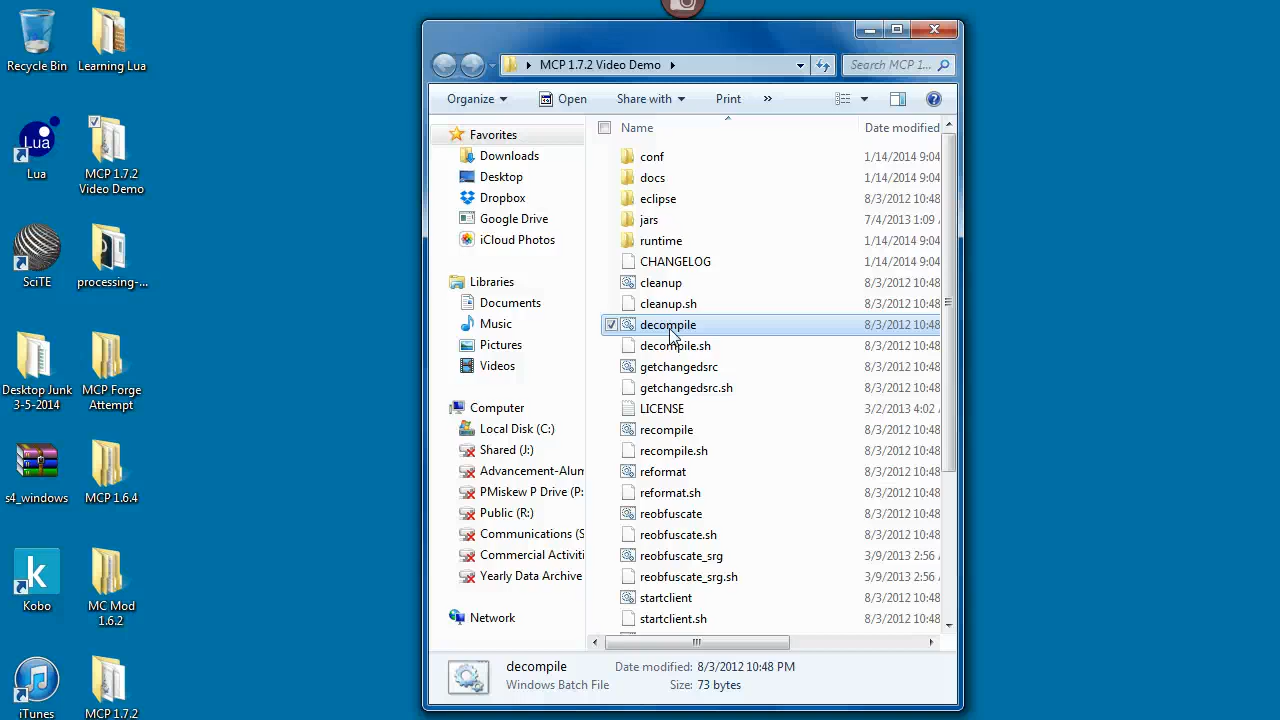 Recycle Bin
Learning Lua
Lua
Lua
MCP 1.7.2
Video Demo
SciTE
processing-...
Desktop Junk
3-5-2014
MCP Forge
Attempt
s4_windows
MCP 1.6.4
k
Kobo
MC Mod
1.6.2
iTunes
MCP 1.7.2
MCP 1.7.2 Video Demo
Search MCP 1...
Organize
Open
Share with
Print
»
Favorites
Downloads
Desktop
Dropbox
Google Drive
iCloud Photos
Libraries
Documents
Music
Pictures
Videos
Computer
Local Disk (C:)
Shared (J:)
Advancement-Alum
PMiskew P Drive (P:
Public (R:)
Communications (S
Commercial Activiti
Yearly Data Archive
Network
Name Date modified
conf 1/14/2014 9:04
docs 1/14/2014 9:04
eclipse 8/3/2012 10:48
jars 7/4/2013 1:09
runtime 1/14/2014 9:04
CHANGELOG 1/14/2014 9:04
cleanup 8/3/2012 10:48
cleanup.sh 8/3/2012 10:48
decompile 8/3/2012 10:48
decompile.sh 8/3/2012 10:48
getchangedsrc 8/3/2012 10:48
getchangedsrc.sh 8/3/2012 10:48
LICENSE 3/2/2013 4:02
recompile 8/3/2012 10:48
recompile.sh 8/3/2012 10:48
reformat 8/3/2012 10:48
reformat.sh 8/3/2012 10:48
reobfuscate 8/3/2012 10:48
reobfuscate.sh 8/3/2012 10:48
reobfuscate_srg 3/9/2013 2:56
reobfuscate_srg.sh 3/9/2013 2:56
startclient 8/3/2012 10:48
startclient.sh 8/3/2012 10:48
decompile Date modified: 8/3/2012 10:48 PM
Windows Batch File Size: 73 bytes